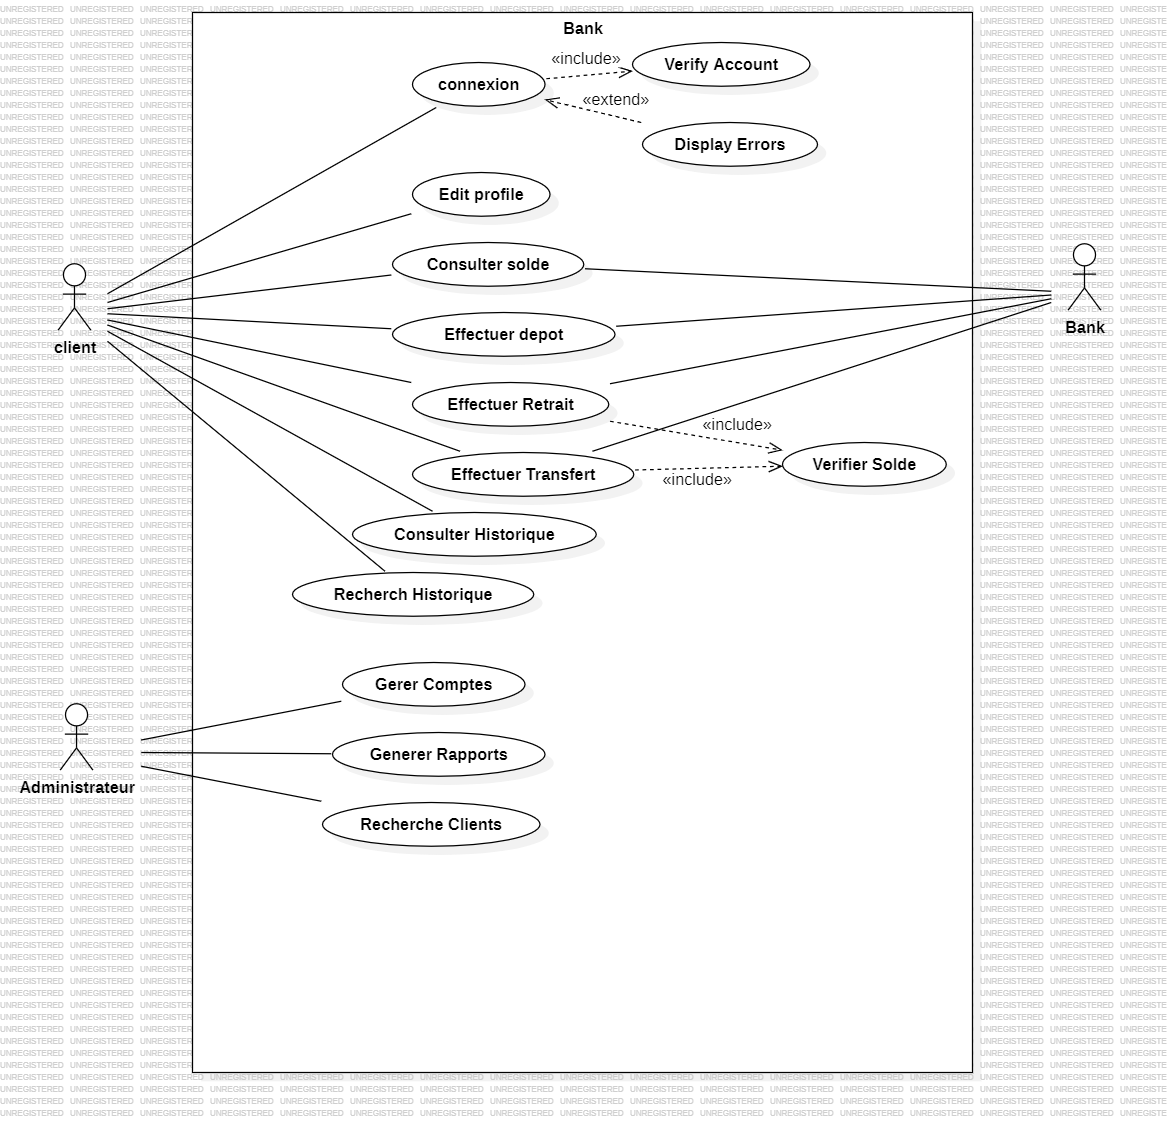 Bank
«include»
Verify Account
connexion
«extend»
Display Errors
Edit profile
Consulter solde
Effectuer depot
Bank
client
Effectuer Retrait
«include»
Verifier Solde
Effectuer Transfert
«include»
Consulter Historique
Recherch Historique
Gerer Comptes
Generer Rapports
Administrateur
Recherche Clients
UNREGISTERED